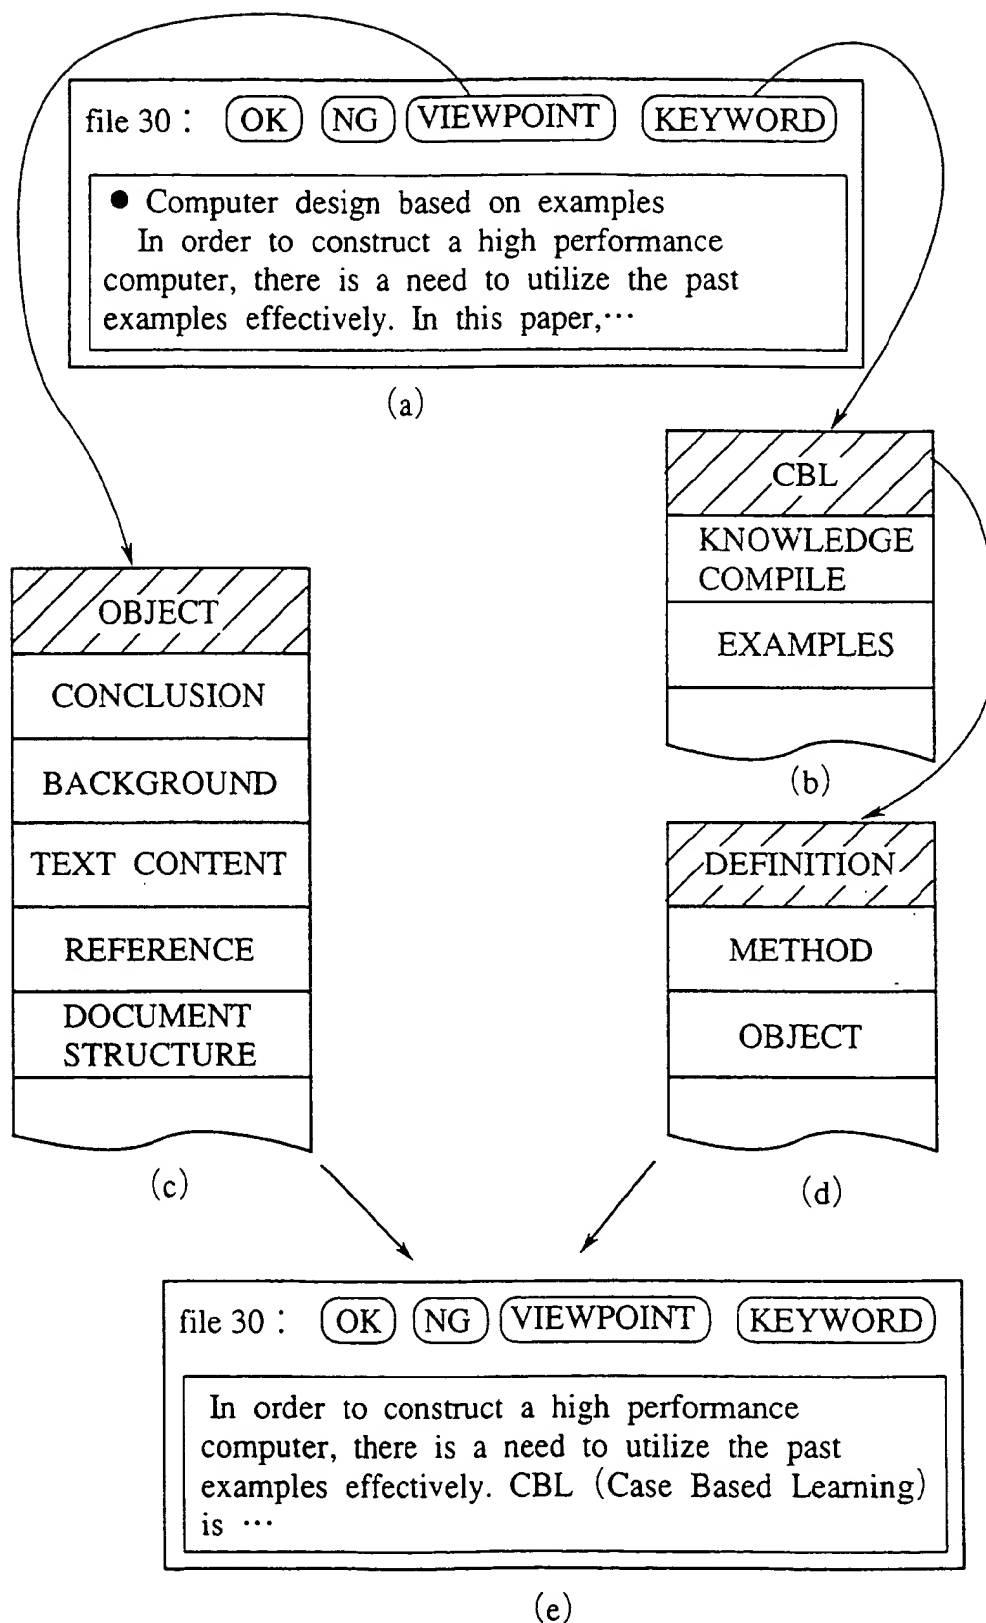 file 30 : OK NG VIEWPOINT KEYWORD
● Computer design based on examples
In order to construct a high performance
computer, there is a need to utilize the past
examples effectively. In this paper,⋯
(a)
CBL
KNOWLEDGE
COMPILE
EXAMPLES
(b)
OBJECT
CONCLUSION
BACKGROUND
TEXT CONTENT
REFERENCE
DOCUMENT
STRUCTURE
(c)
DEFINITION
METHOD
OBJECT
(d)
file 30 : OK NG VIEWPOINT KEYWORD
In order to construct a high performance
computer, there is a need to utilize the past
examples effectively. CBL (Case Based Learning)
is ⋯
(e)